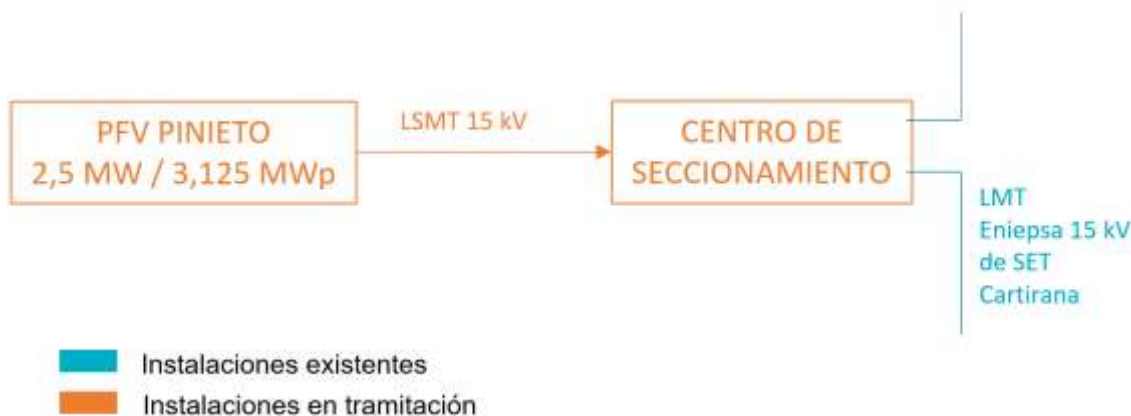 PFV PINIETO
2,5 MW / 3,125 MWp
LSMT 15 kV
CENTRO DE
SECCIONAMIENTO
LMT
Eniepsa 15 kV
de SET
Cartirana
Instalaciones existentes
Instalaciones en tramitación